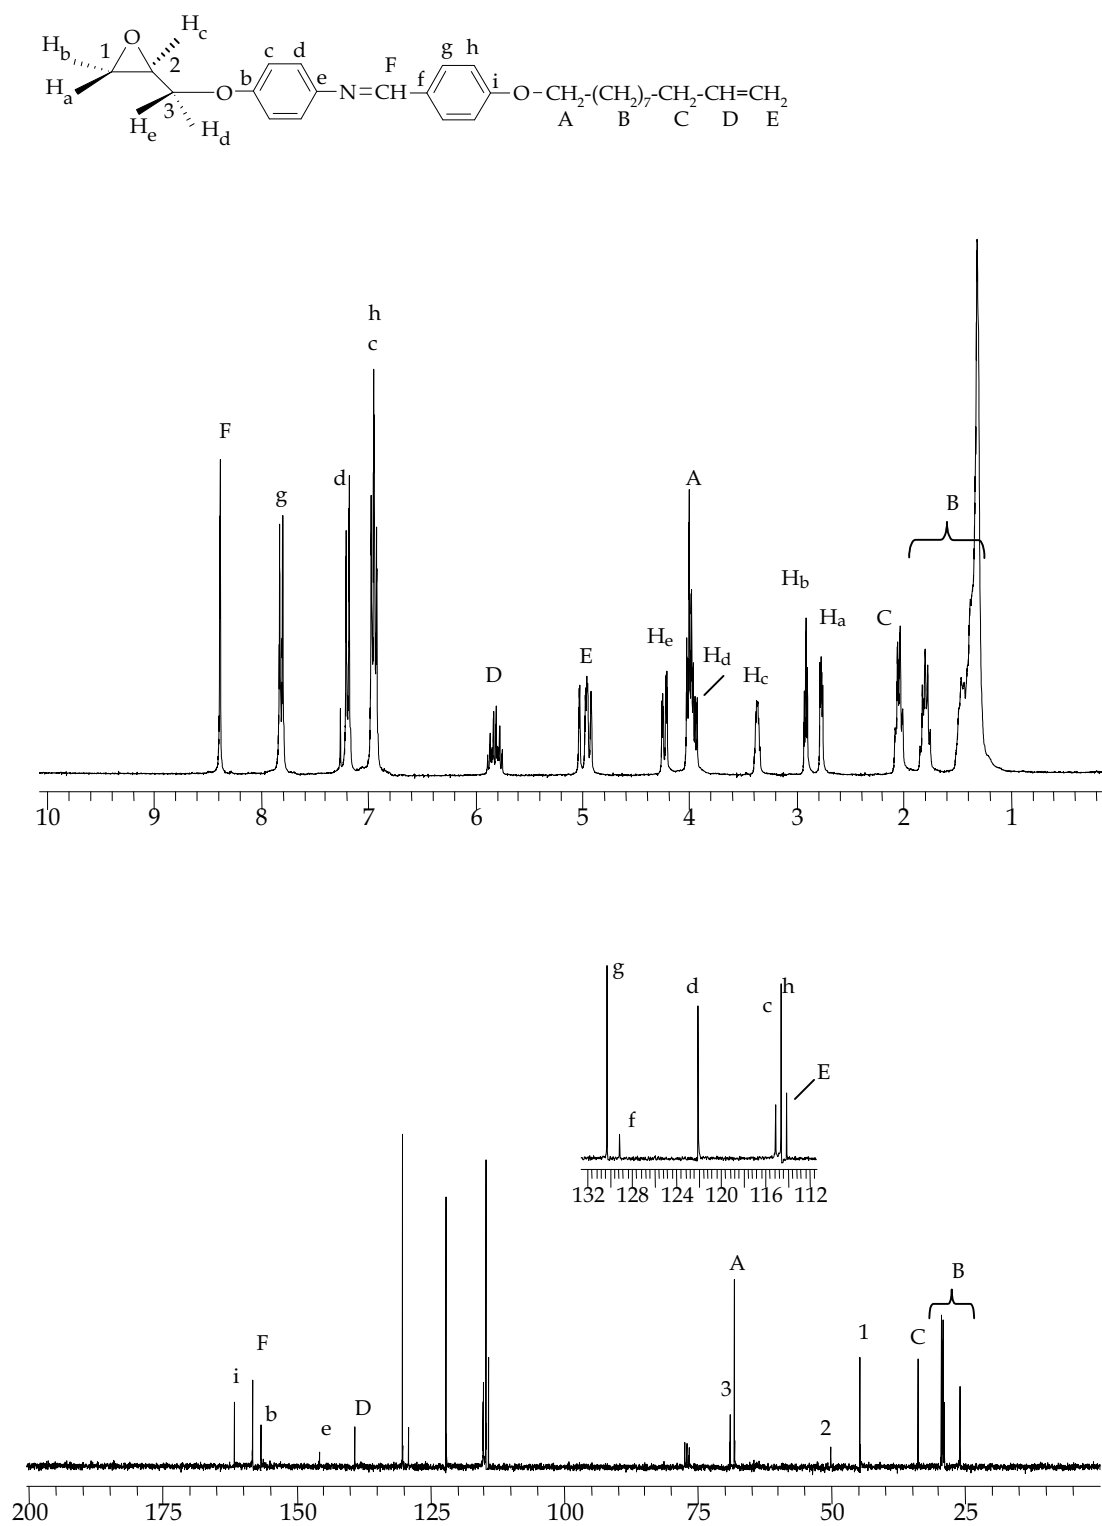 Hb 1 O Hc
Ha 2 O b c d e N=CH F f g h i O-CH2-(CH2)7-CH2-CH=CH2
He 3 Hd A B C D E
h
c
F
g d A B
Hb
Ha C
He Hd
D E Hc
10 9 8 7 6 5 4 3 2 1
g
d c h
E
f
132 128 124 120 116 112
A B
F 1 C
i
b D 3
e 2
200 175 150 125 100 75 50 25